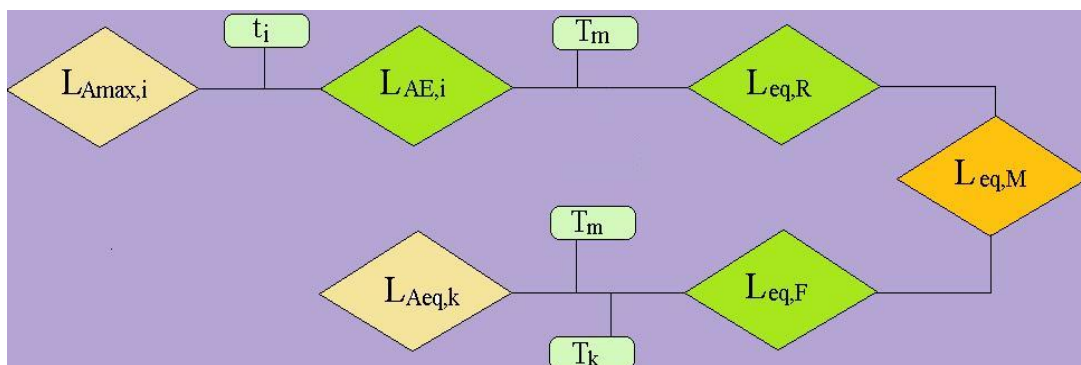 t_i
T_m
L_Amax,i
L_AE,i
L_eq,R
L_eq,M
T_m
L_Aeq,k
L_eq,F
T_k